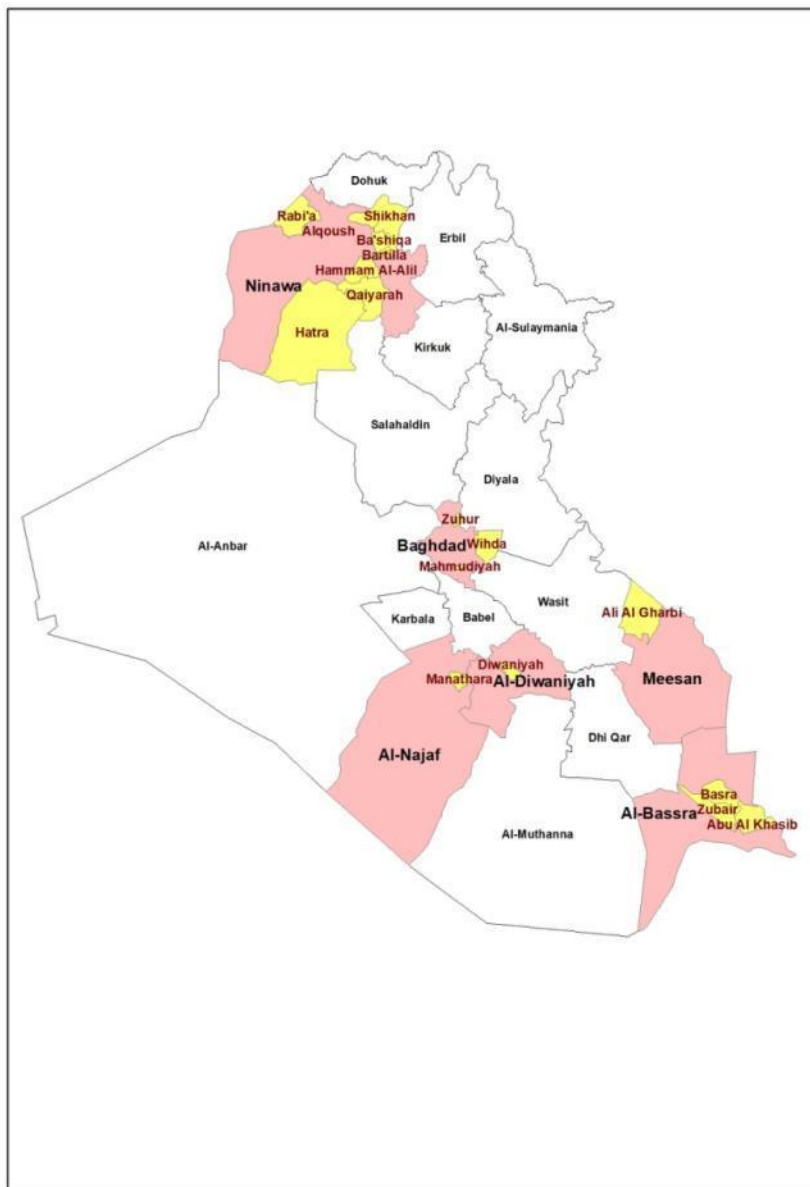 Dohuk
Rabi'a
Shikhan
Alqoush
Ba'shiqa
Erbil
Bartilla
Hammam Al-Alil
Ninawa
Qaiyarah
Hatra
Al-Sulaymania
Kirkuk
Salahaldin
Diyala
Zuhur
Al-Anbar
Baghdad
Wihda
Mahmudiyah
Wasit
Ali Al Gharbi
Karbala
Babel
Diwaniyah
Manathara
Al-Diwaniyah
Meesan
Dhi Qar
Al-Najaf
Basra
Zubair
Al-Bassra
Abu Al Khasib
Al-Muthanna